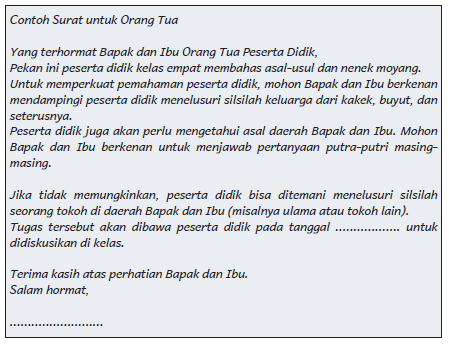 Contoh Surat untuk Orang Tua
Yang terhormat Bapak dan Ibu Orang Tua Peserta Didik,
Pekan ini peserta didik kelas empat membahas asal-usul dan nenek moyang.
Untuk memperkuat pemahaman peserta didik, mohon Bapak dan Ibu berkenan
mendampingi peserta didik menelusuri silsilah keluarga dari kakek, buyut, dan
seterusnya.
Peserta didik juga akan perlu mengetahui asal daerah Bapak dan Ibu. Mohon
Bapak dan Ibu berkenan untuk menjawab pertanyaan putra-putri masing-
masing.
Jika tidak memungkinkan, peserta didik bisa ditemani menelusuri silsilah
seorang tokoh di daerah Bapak dan Ibu (misalnya ulama atau tokoh lain).
Tugas tersebut akan dibawa peserta didik pada tanggal .................. untuk
didiskusikan di kelas.
Terima kasih atas perhatian Bapak dan Ibu.
Salam hormat,
..........................